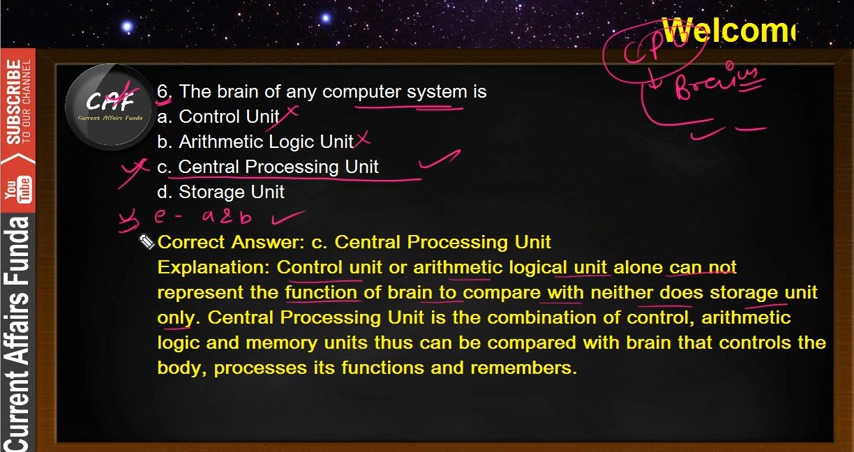 Welcome
CPU
Brain
SUBSCRIBE
TO OUR CHANNEL
You Tube
Current Affairs Funda
CAF
Current Affairs Funda
6. The brain of any computer system is
a. Control Unit
b. Arithmetic Logic Unit
c. Central Processing Unit
d. Storage Unit
e - a & b
Correct Answer: c. Central Processing Unit
Explanation: Control unit or arithmetic logical unit alone can not
represent the function of brain to compare with neither does storage unit
only. Central Processing Unit is the combination of control, arithmetic
logic and memory units thus can be compared with brain that controls the
body, processes its functions and remembers.